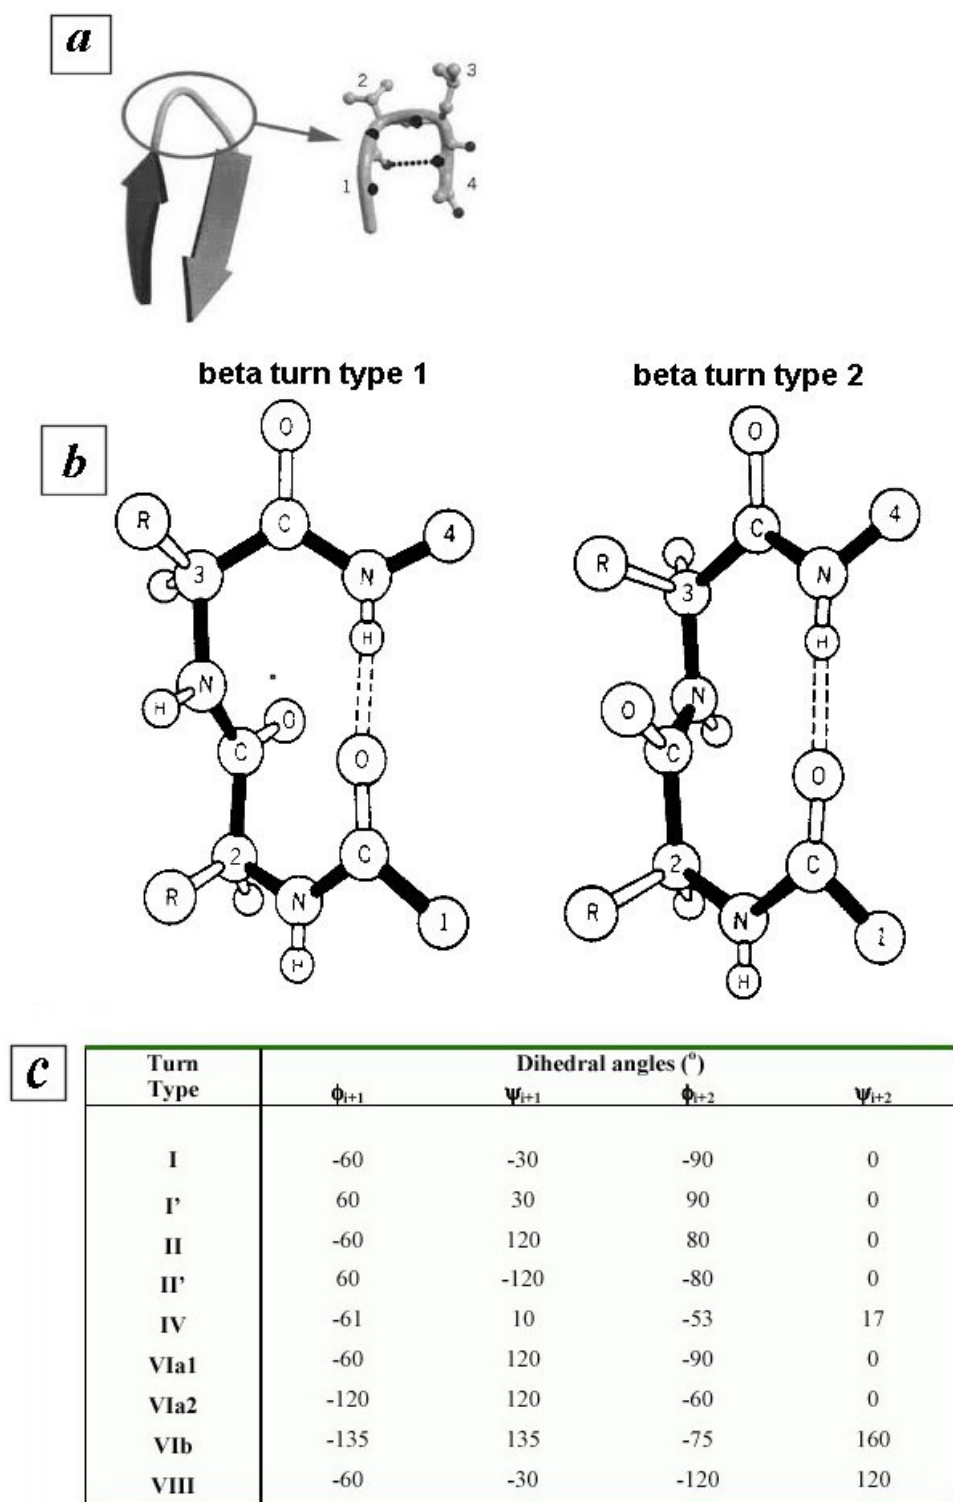 a
2
3
1
4
beta turn type 1
beta turn type 2
b
O
O
R
C
4
4
C
3
N
R
N
3
H
H
N
O
N
H
O
C
C
O
O
2
C
2
C
R
N
R
N
1
1
H
H
c
Turn Type Dihedral angles (°)
ϕi+1 ψi+1 ϕi+2 ψi+2
I -60 -30 -90 0
I’ 60 30 90 0
II -60 120 80 0
II’ 60 -120 -80 0
IV -61 10 -53 17
VIa1 -60 120 -90 0
VIa2 -120 120 -60 0
VIb -135 135 -75 160
VIII -60 -30 -120 120